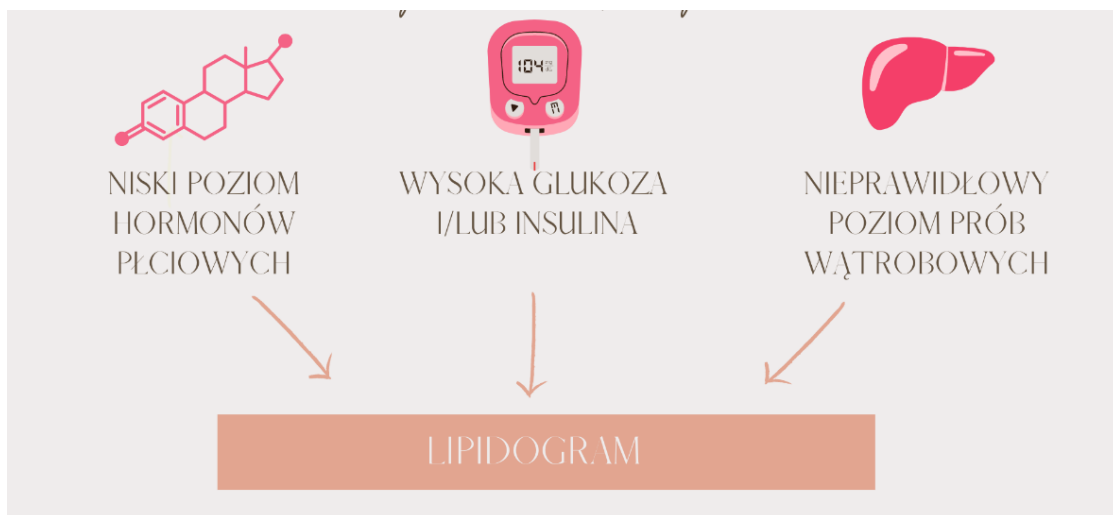 104
NISKI POZIOM
HORMONÓW
PŁCIOWYCH
WYSOKA GLUKOZA
I/LUB INSULINA
NIEPRAWIDŁOWY
POZIOM PRÓB
WĄTROBOWYCH
LIPIDOGRAM